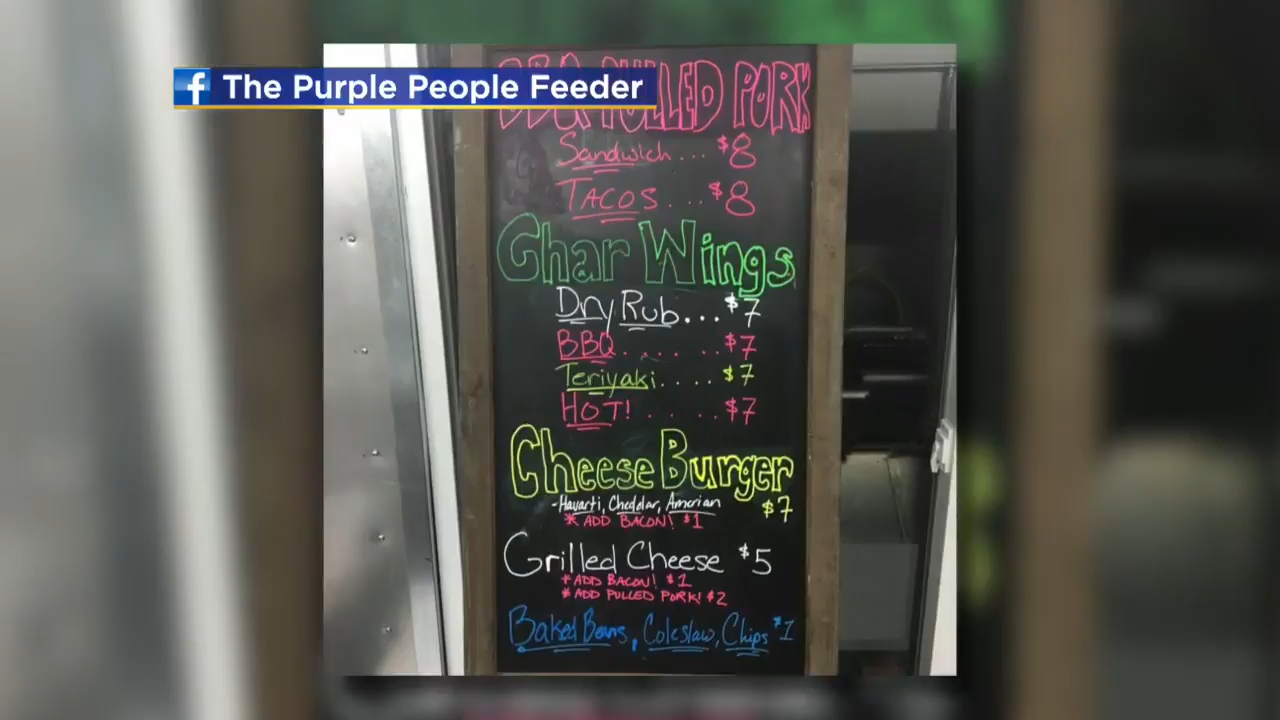 f The Purple People Feeder
BBQ PULLED PORK
Sandwich... $8
TACOS.... $8
Char Wings
Dry Rub... $7
BBQ...... $7
Teriyaki.... $7
HOT!.... $7
Cheese Burger
-Havarti, Cheddar, Amerian $7
* ADD BACON! $1
Grilled Cheese $5
* ADD BACON! $1
* ADD PULLED PORK! $2
Baked Beans, Coleslaw, Chips $1